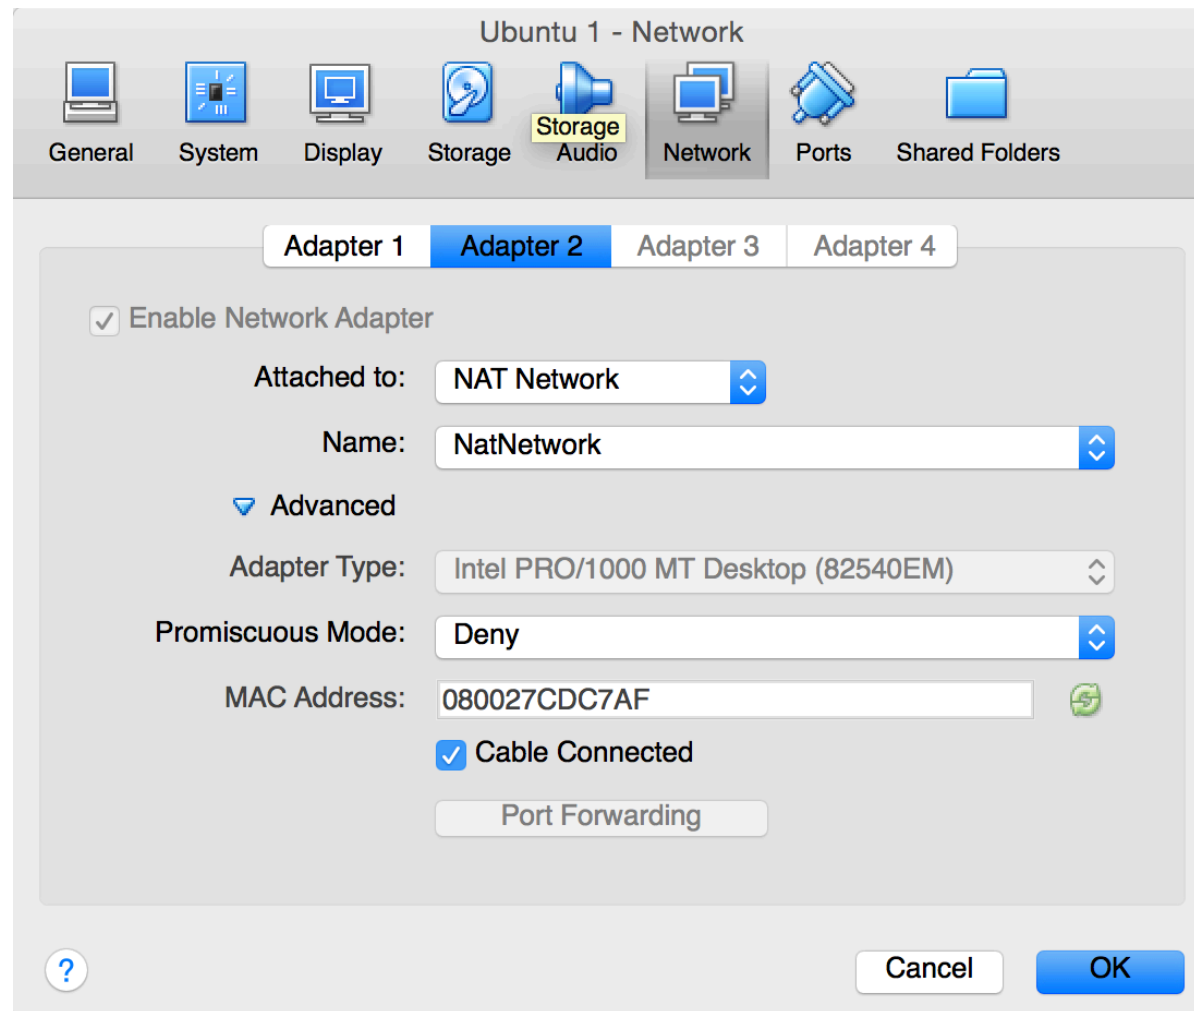 Ubuntu 1 - Network
Storage
General System Display Storage Audio Network Ports Shared Folders
Adapter 1 Adapter 2 Adapter 3 Adapter 4
Enable Network Adapter
Attached to: NAT Network
Name: NatNetwork
Advanced
Adapter Type: Intel PRO/1000 MT Desktop (82540EM)
Promiscuous Mode: Deny
MAC Address: 080027CDC7AF
Cable Connected
Port Forwarding
? Cancel OK